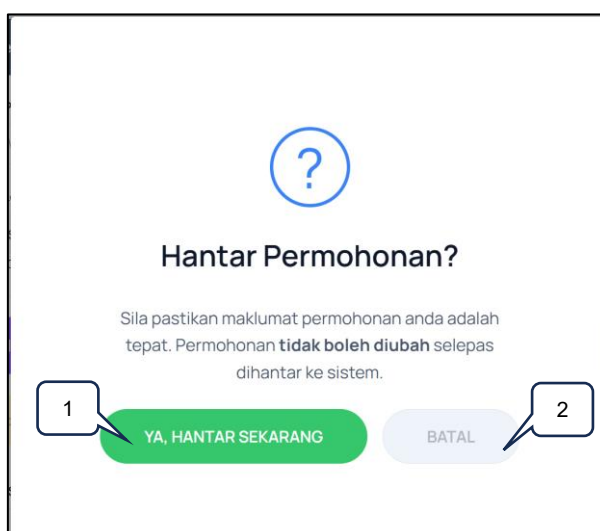 ?
Hantar Permohonan?
Sila pastikan maklumat permohonan anda adalah
tepat. Permohonan tidak boleh diubah selepas
dihantar ke sistem.
1
YA, HANTAR SEKARANG
BATAL
2